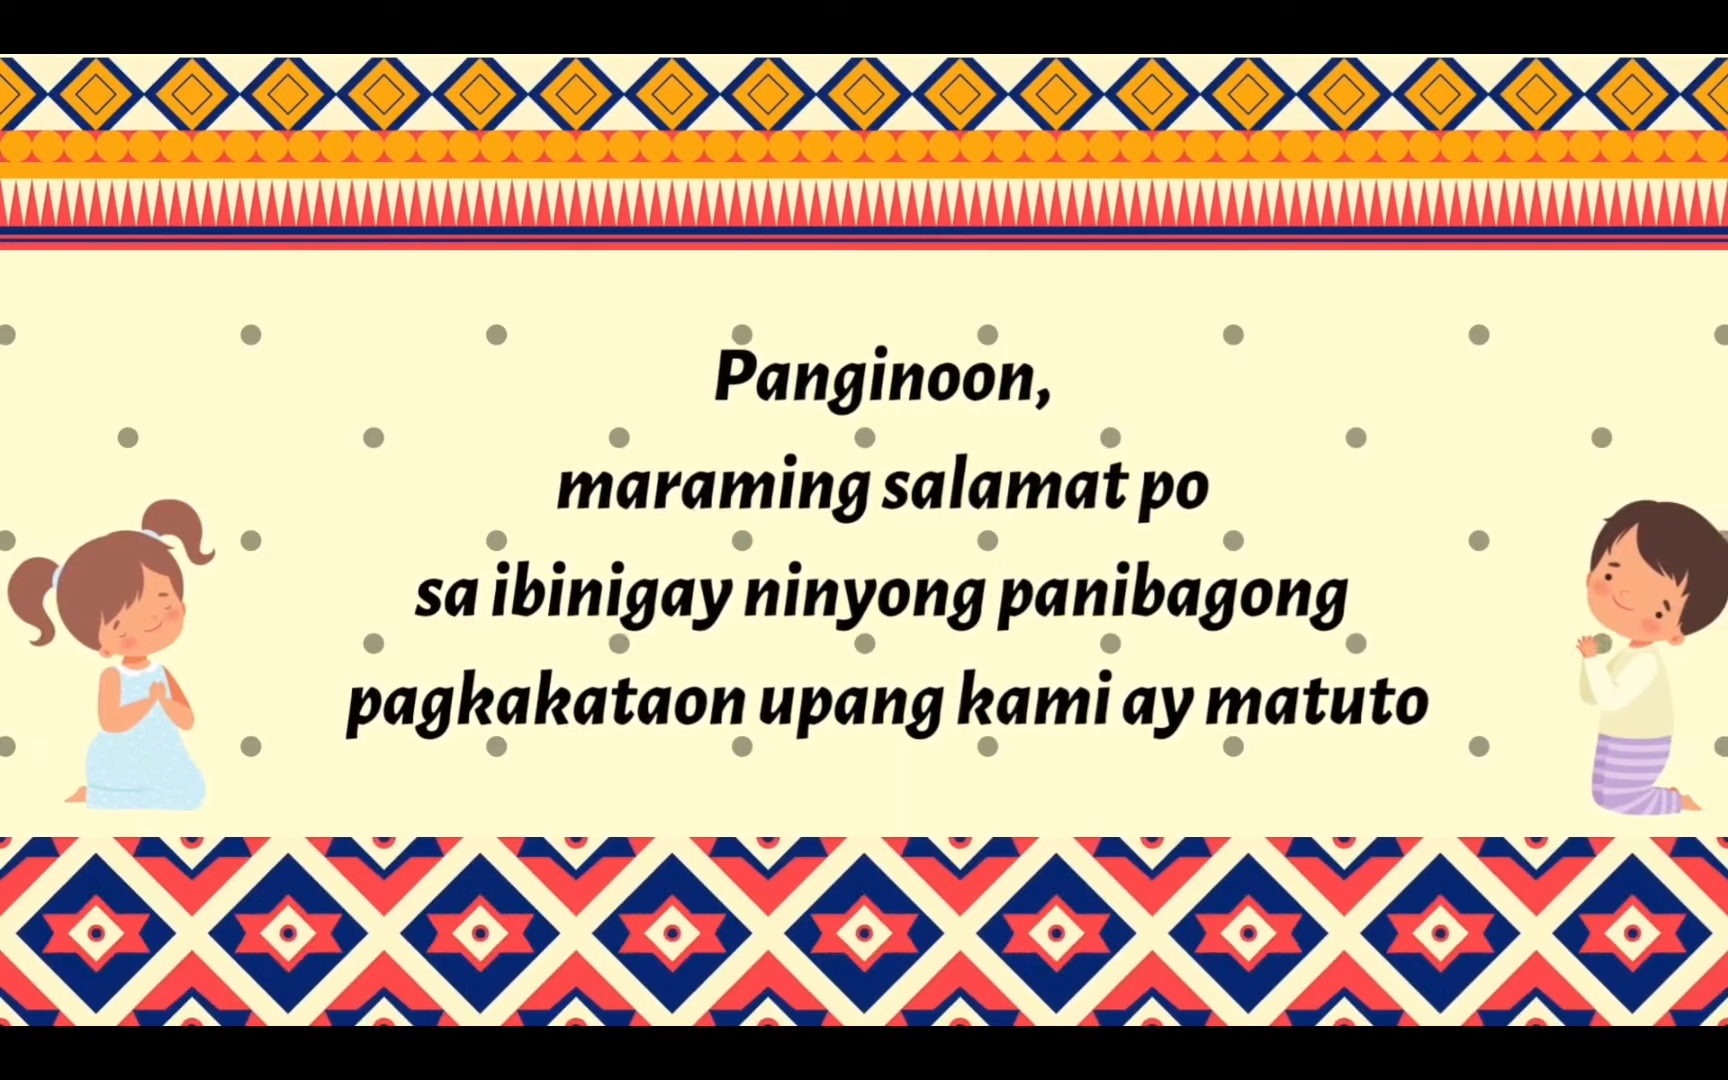 Panginoon,
maraming salamat po
sa ibinigay ninyong panibagong
pagkakataon upang kami ay matuto